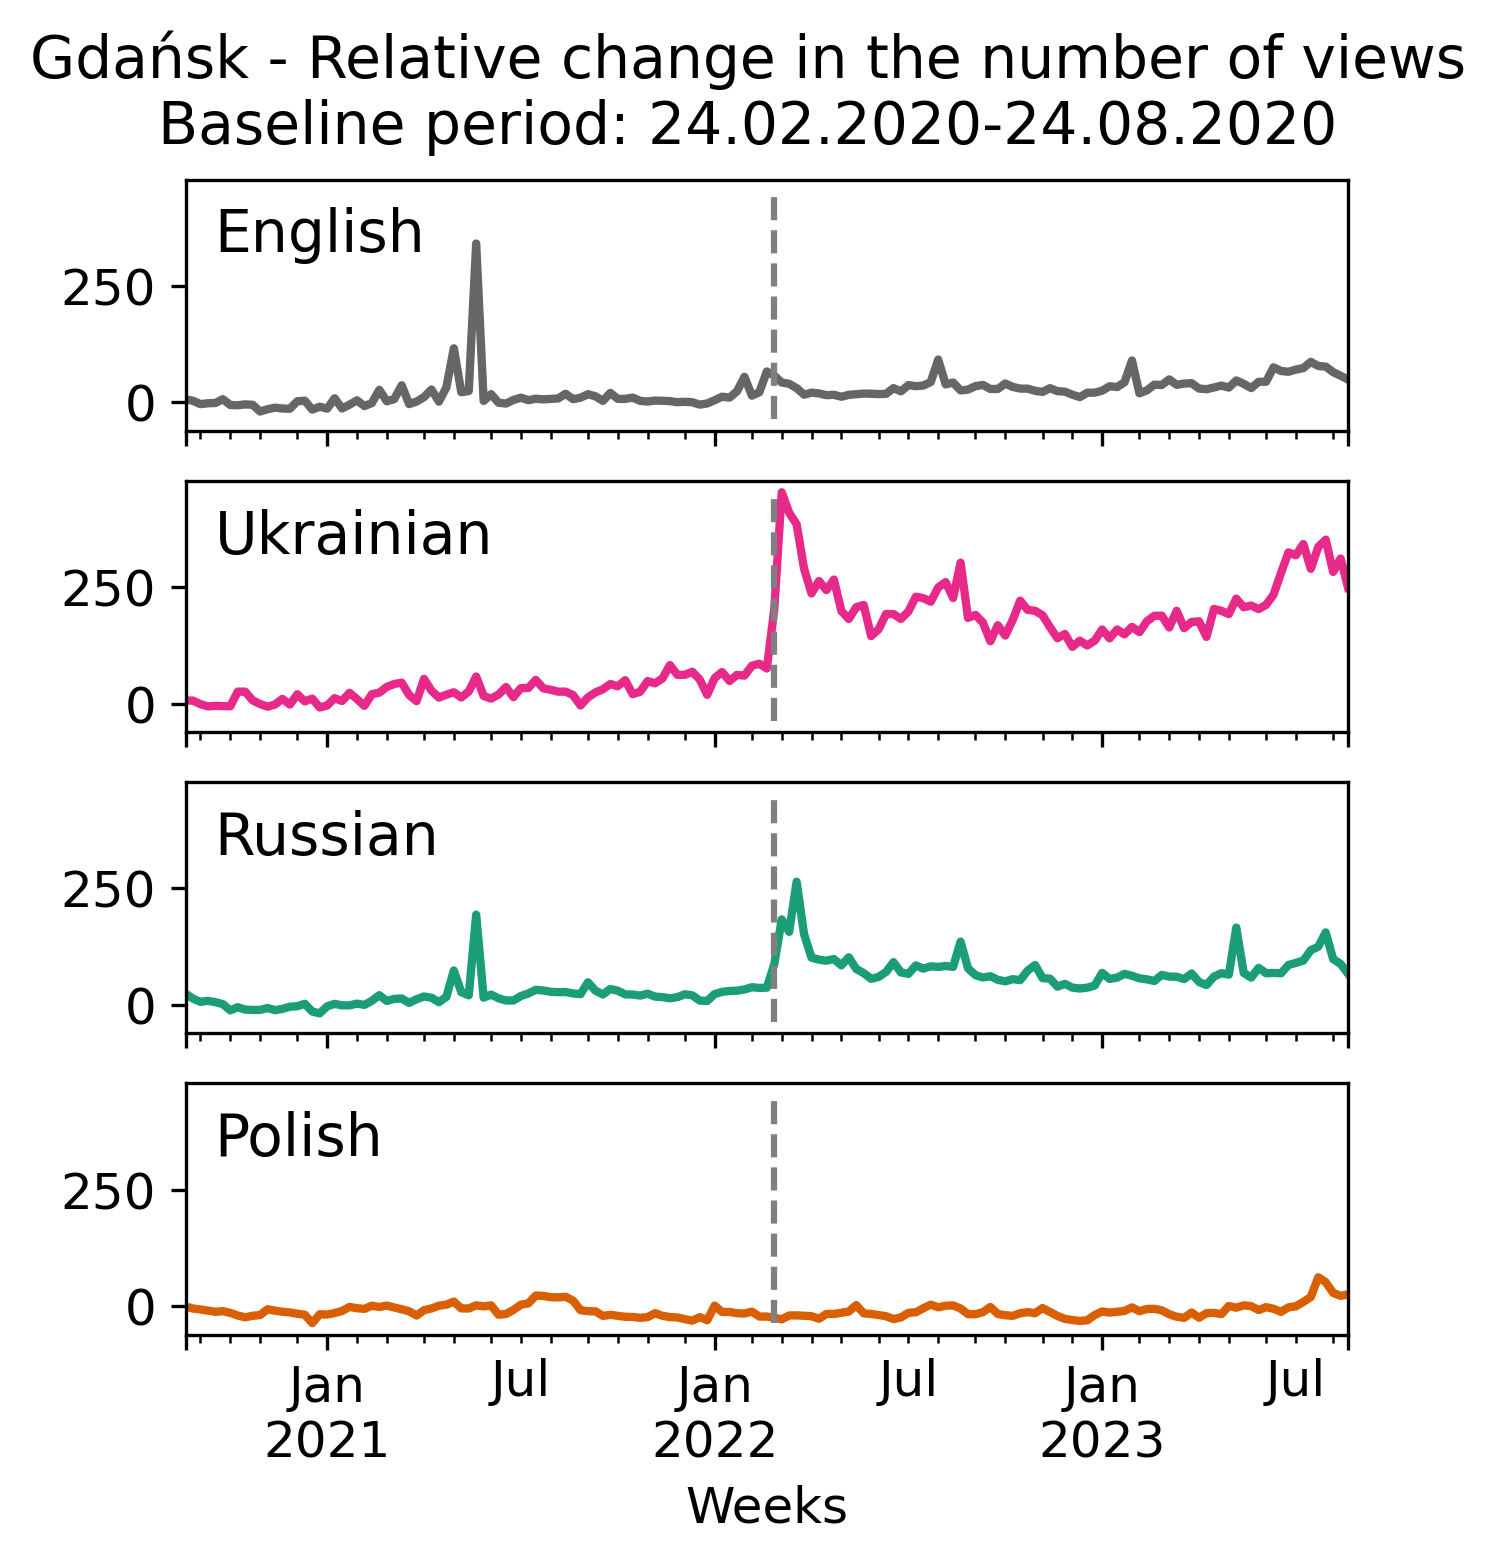 Gdańsk - Relative change in the number of views
Baseline period: 24.02.2020-24.08.2020
English
250
0
Ukrainian
250
0
Russian
250
0
Polish
250
0
Jan Jul Jan Jul Jan Jul
2021 2022 2023
Weeks